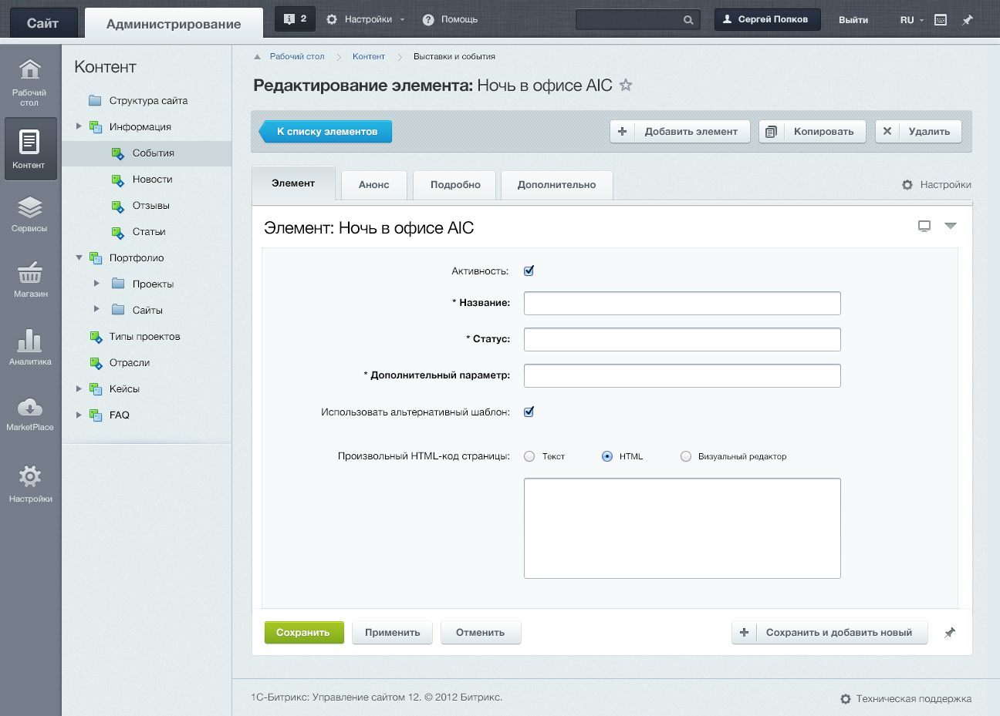 Сайт
Администрирование
2
Настройки
Помощь
Сергей Попков
Выйти
RU
Рабочий стол
Контент
Сервисы
Магазин
Аналитика
MarketPlace
Настройки
Контент
Структура сайта
Информация
События
Новости
Отзывы
Статьи
Портфолио
Проекты
Сайты
Типы проектов
Отрасли
Кейсы
FAQ
Рабочий стол
Контент
Выставки и события
Редактирование элемента: Ночь в офисе AIC
К списку элементов
Добавить элемент
Копировать
Удалить
Элемент
Анонс
Подробно
Дополнительно
Настройки
Элемент: Ночь в офисе AIC
Активность:
* Название:
* Статус:
* Дополнительный параметр:
Использовать альтернативный шаблон:
Произвольный HTML-код страницы:
Текст
HTML
Визуальный редактор
Сохранить
Применить
Отменить
Сохранить и добавить новый
1С-Битрикс: Управление сайтом 12. © 2012 Битрикс.
Техническая поддержка